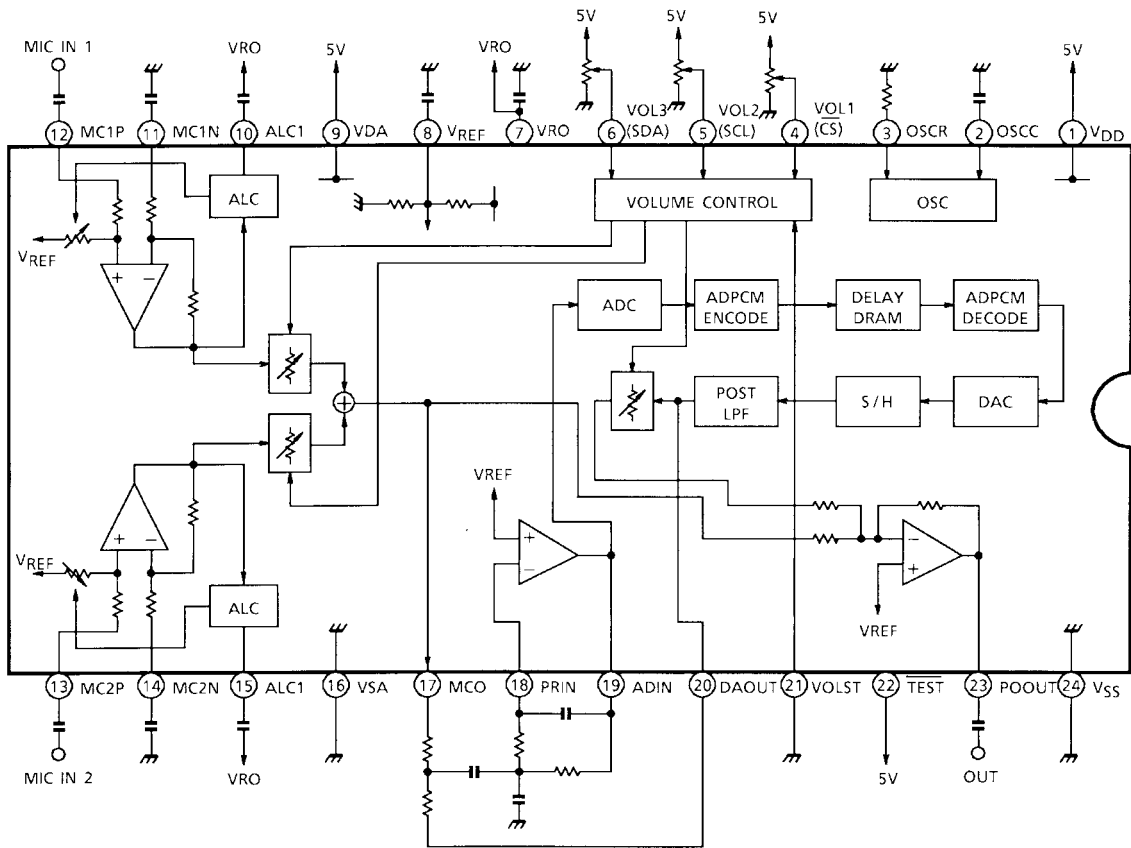 5V
5V
5V
MIC IN 1
VRO
5V
VRO
5V
VOL3
(SDA)
VOL2
(SCL)
VOL1
(CS)
12
MC1P
11
MC1N
10
ALC1
9
VDA
8
VREF
7
VRO
6
5
4
3
OSCR
2
OSCC
1
VDD
ALC
VOLUME CONTROL
OSC
VREF
+
−
ADC
ADPCM
ENCODE
DELAY
DRAM
ADPCM
DECODE
+
POST
LPF
S/H
DAC
VREF
+
−
VREF
+
−
−
+
ALC
VREF
13
MC2P
14
MC2N
15
ALC1
16
VSA
17
MCO
18
PRIN
19
ADIN
20
DAOUT
21
VOLST
22
TEST
23
POOUT
24
VSS
MIC IN 2
VRO
5V
OUT